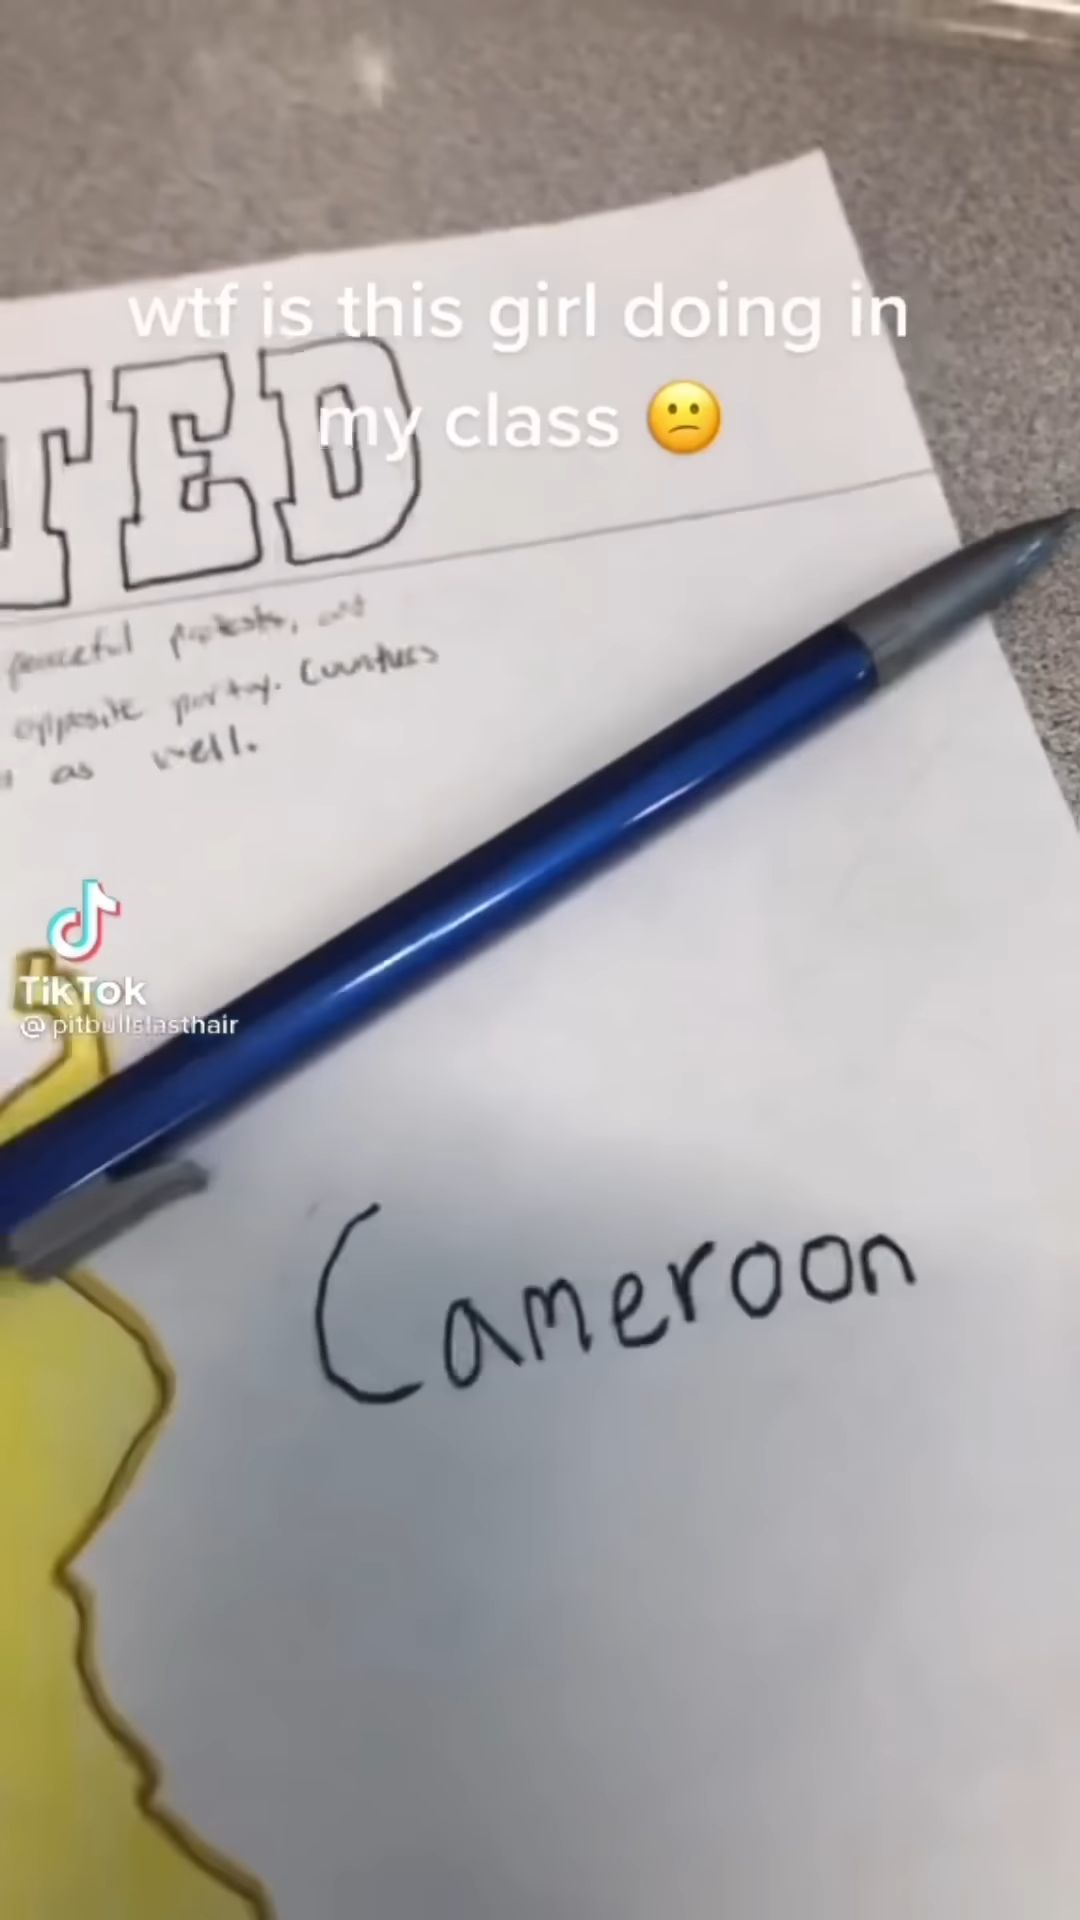 wtf is this girl doing in
my class 😕
TED
peaceful protests, and
opposite party. Counters
as well.
TikTok
@pitbullslasthair
Cameroon